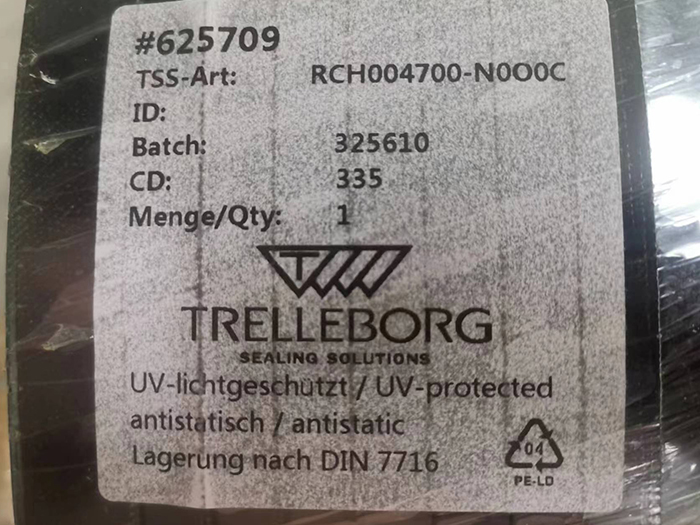 #625709
TSS-Art: RCH004700-N0O0C
ID:
Batch: 325610
CD: 335
Menge/Qty: 1
T
TRELLEBORG
SEALING SOLUTIONS
UV-lichtgeschützt / UV-protected
antistatisch / antistatic
Lagerung nach DIN 7716
04
PE-LD